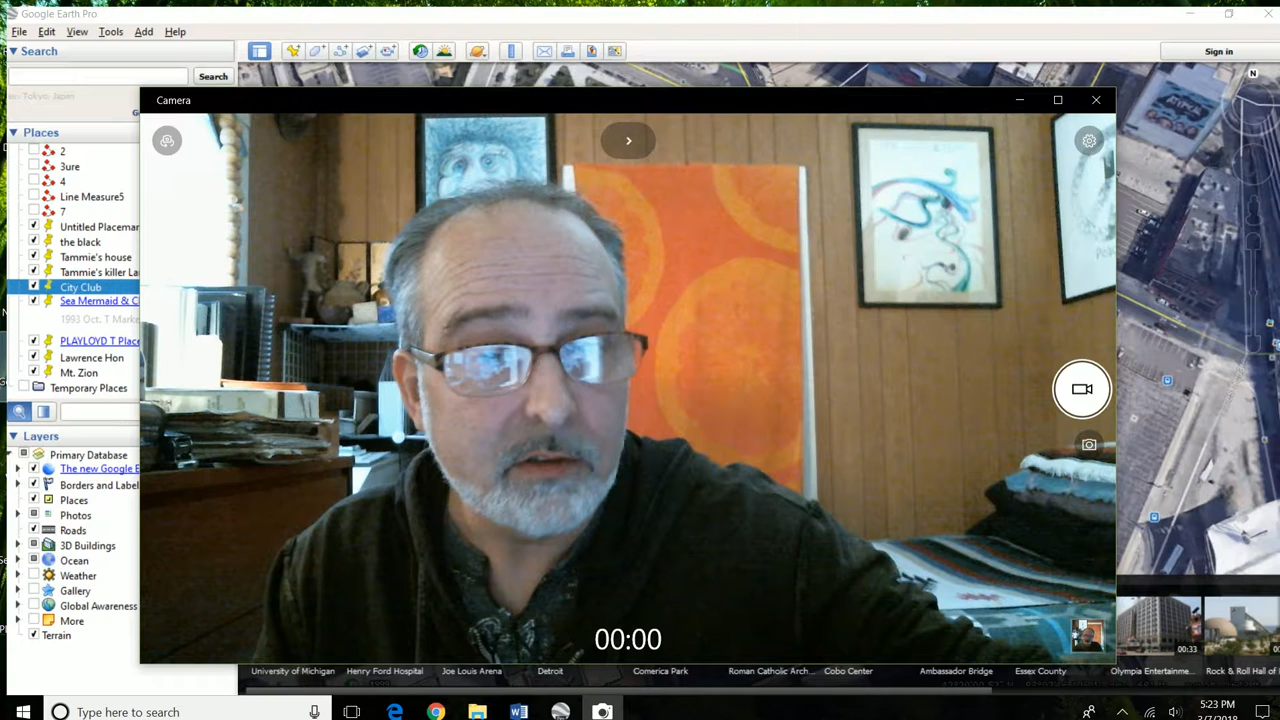 Google Earth Pro
File Edit View Tools Add Help
Search
Sign in
Search
ex: Tokyo, Japan
N
Camera
Places
2
3ure
4
Line Measure5
7
Untitled Placemar
the black
Tammie's house
Tammie's killer La
City Club
Sea Mermaid & C
1993 Oct. T Marke
PLAYLOYD T Place
Lawrence Hon
Mt. Zion
Temporary Places
Layers
Primary Database
The new Google E
Borders and Label
Places
Photos
Roads
3D Buildings
Ocean
Weather
Gallery
Global Awareness
More
Terrain
00:00
00:33
University of Michigan Henry Ford Hospital Joe Louis Arena Detroit Comerica Park Roman Catholic Arch... Cobo Center Ambassador Bridge Essex County Olympia Entertainme... Rock & Roll Hall of
Type here to search
5:23 PM
3/7/2018